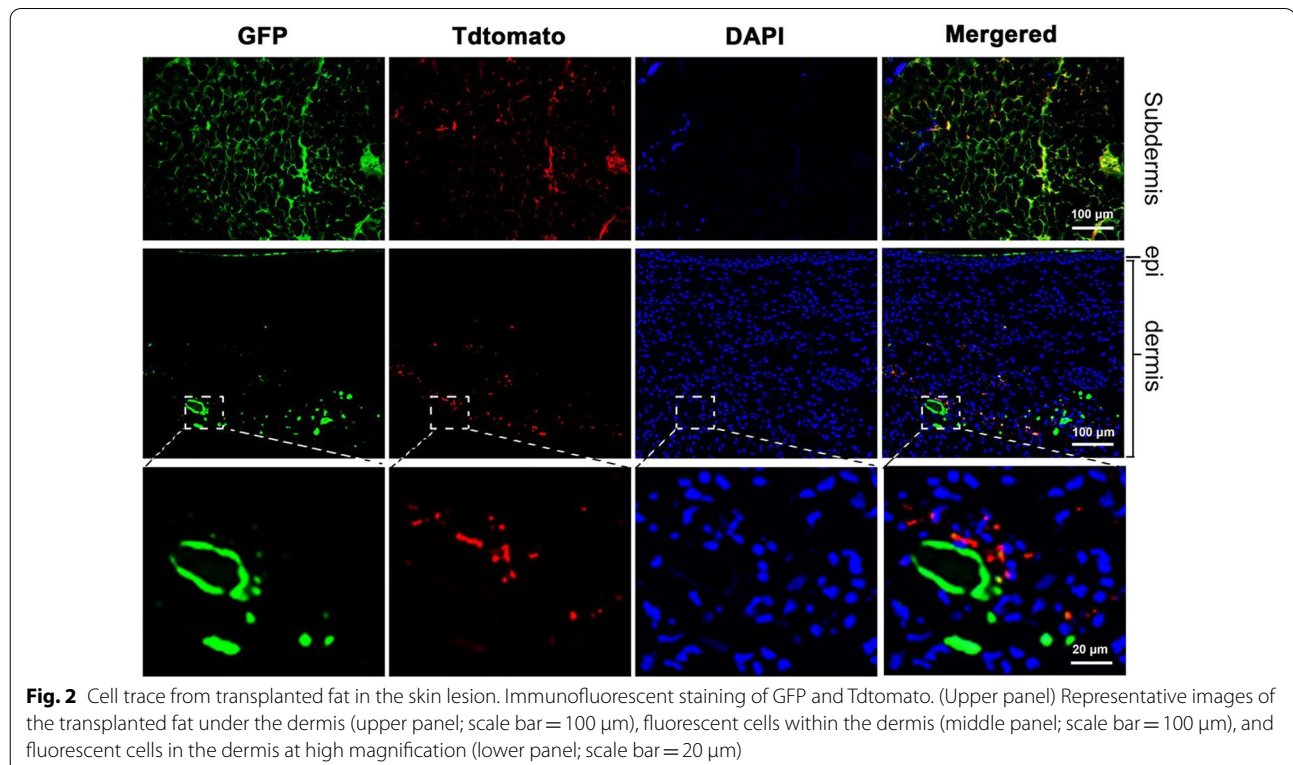 GFP
Tdtomato
DAPI
Mergered
Subdermis
100 µm
epi
dermis
100 µm
20 µm
Fig. 2 Cell trace from transplanted fat in the skin lesion. Immunofluorescent staining of GFP and Tdtomato. (Upper panel) Representative images of
the transplanted fat under the dermis (upper panel; scale bar = 100 µm), fluorescent cells within the dermis (middle panel; scale bar = 100 µm), and
fluorescent cells in the dermis at high magnification (lower panel; scale bar = 20 µm)